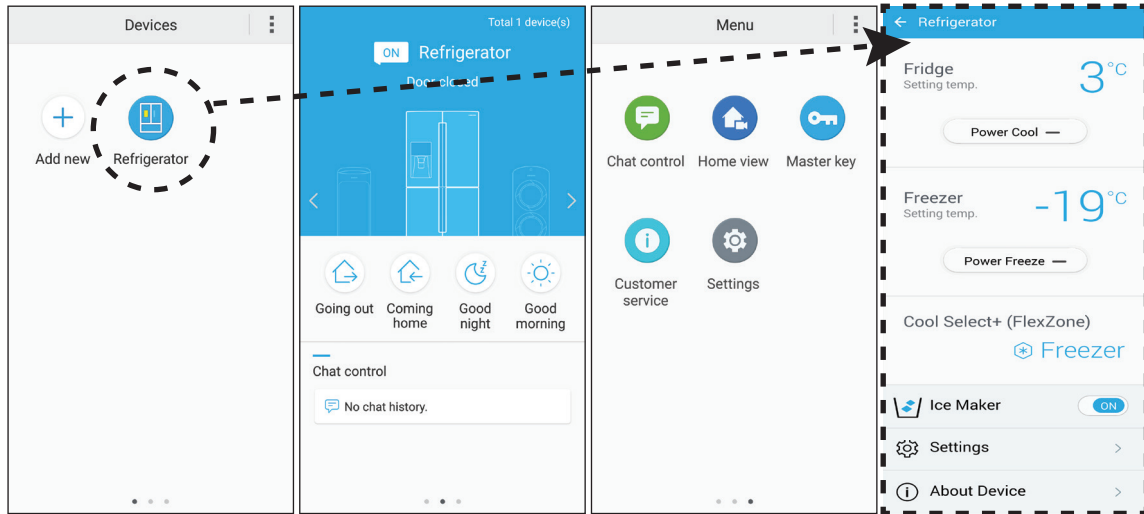 Devices
Add new
Refrigerator
Total 1 device(s)
ON Refrigerator
Door closed
Going out
Coming
home
Good
night
Good
morning
Chat control
No chat history.
Menu
Chat control
Home view
Master key
Customer
service
Settings
Refrigerator
Fridge
Setting temp.
3°C
Power Cool
Freezer
Setting temp.
-19°C
Power Freeze
Cool Select+ (FlexZone)
Freezer
Ice Maker
ON
Settings
About Device